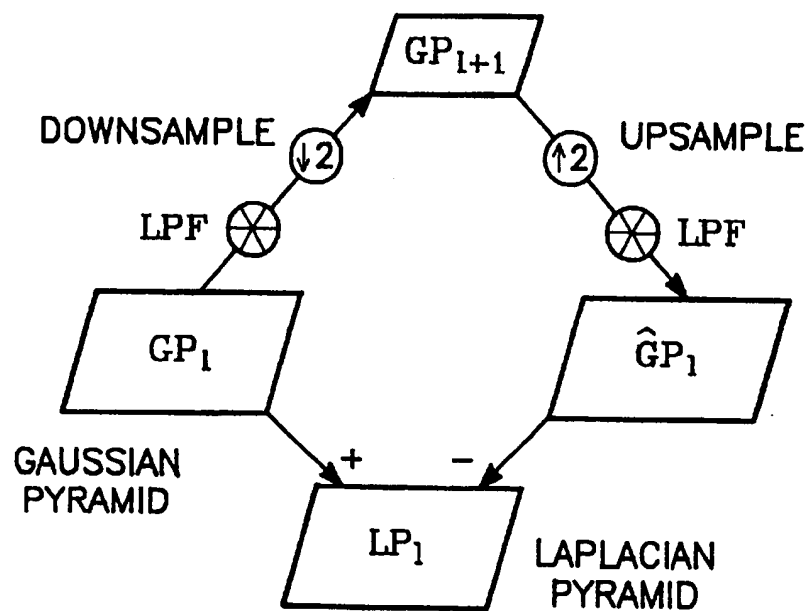 GP₁₊₁
DOWNSAMPLE
UPSAMPLE
↓2
↑2
LPF
LPF
GP₁
ĜP₁
+
−
GAUSSIAN
PYRAMID
LP₁
LAPLACIAN
PYRAMID